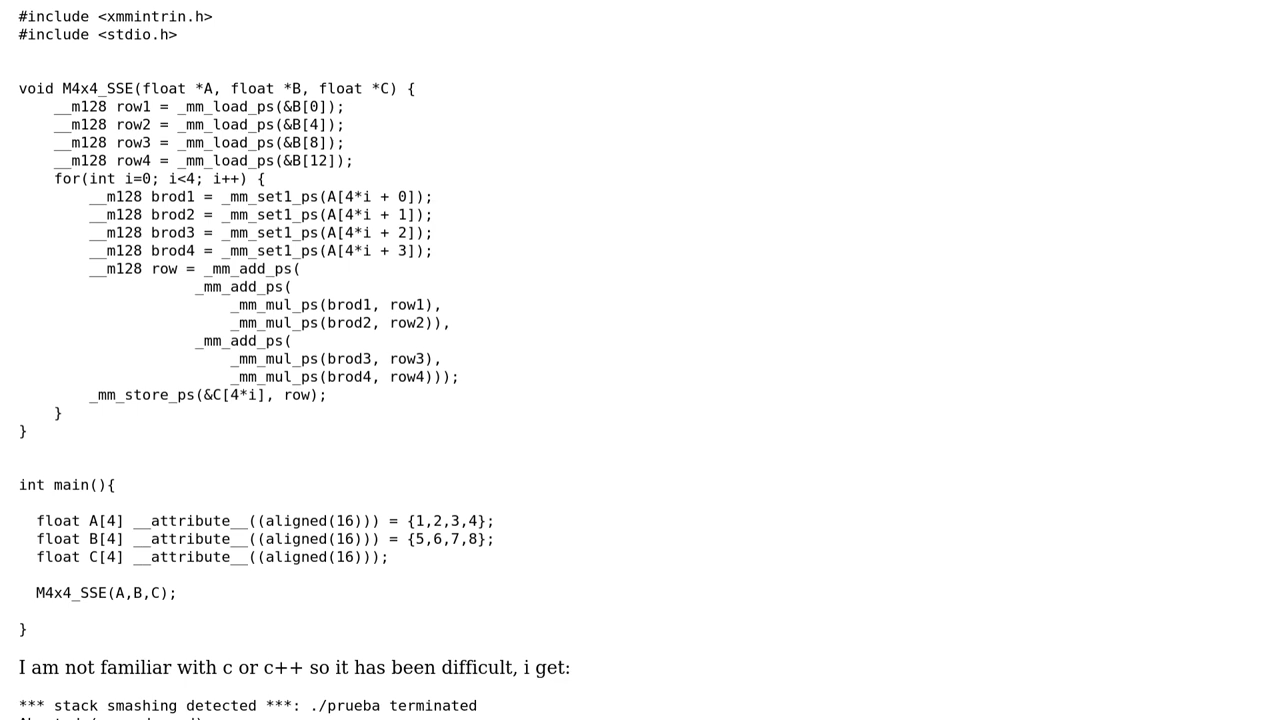 #include <xmmintrin.h>
#include <stdio.h>
void M4x4_SSE(float *A, float *B, float *C) {
    __m128 row1 = _mm_load_ps(&B[0]);
    __m128 row2 = _mm_load_ps(&B[4]);
    __m128 row3 = _mm_load_ps(&B[8]);
    __m128 row4 = _mm_load_ps(&B[12]);
    for(int i=0; i<4; i++) {
        __m128 brod1 = _mm_set1_ps(A[4*i + 0]);
        __m128 brod2 = _mm_set1_ps(A[4*i + 1]);
        __m128 brod3 = _mm_set1_ps(A[4*i + 2]);
        __m128 brod4 = _mm_set1_ps(A[4*i + 3]);
        __m128 row = _mm_add_ps(
                    _mm_add_ps(
                        _mm_mul_ps(brod1, row1),
                        _mm_mul_ps(brod2, row2)),
                    _mm_add_ps(
                        _mm_mul_ps(brod3, row3),
                        _mm_mul_ps(brod4, row4)));
        _mm_store_ps(&C[4*i], row);
    }
}
int main(){
  float A[4] __attribute__((aligned(16))) = {1,2,3,4};
  float B[4] __attribute__((aligned(16))) = {5,6,7,8};
  float C[4] __attribute__((aligned(16)));
  M4x4_SSE(A,B,C);
}
I am not familiar with c or c++ so it has been difficult, i get:
*** stack smashing detected ***: ./prueba terminated